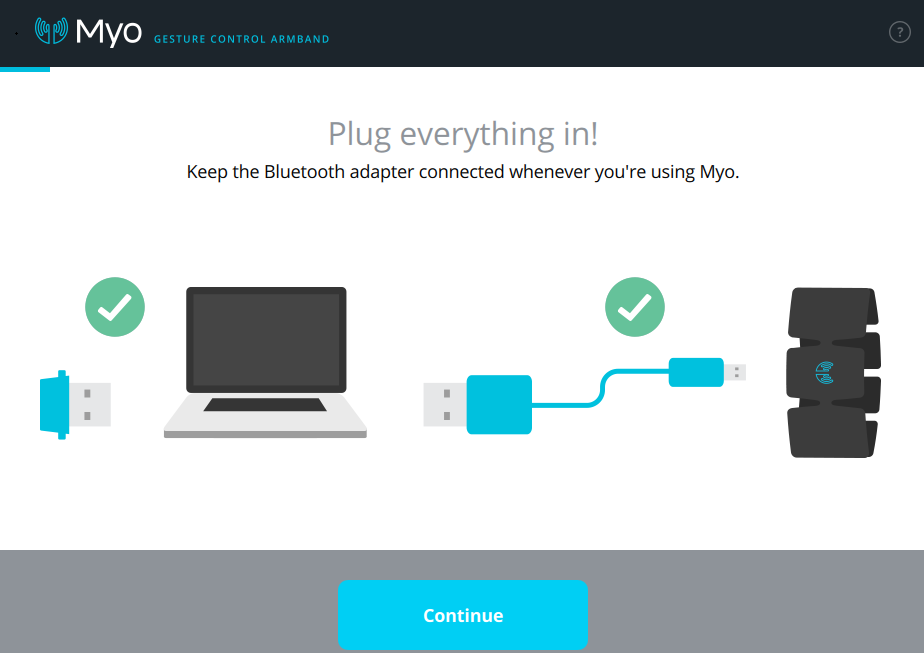 Myo GESTURE CONTROL ARMBAND
?
Plug everything in!
Keep the Bluetooth adapter connected whenever you're using Myo.
Continue